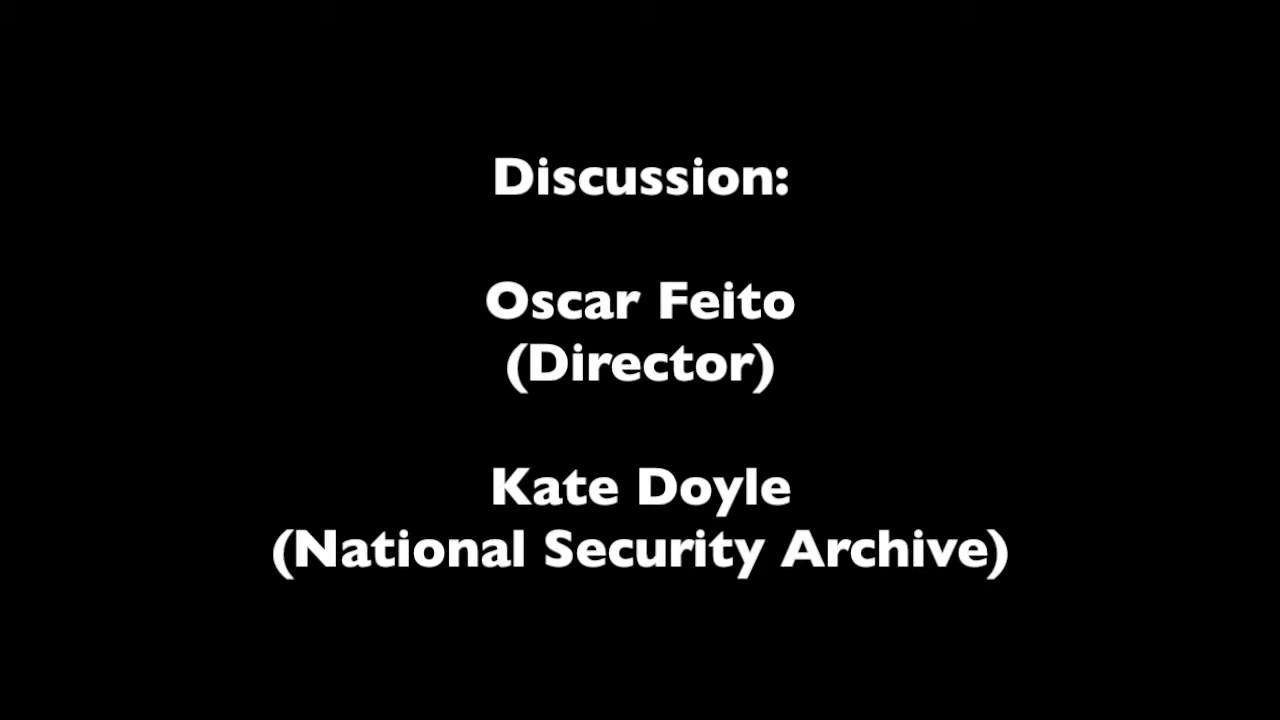 Discussion:
Oscar Feito
(Director)
Kate Doyle
(National Security Archive)